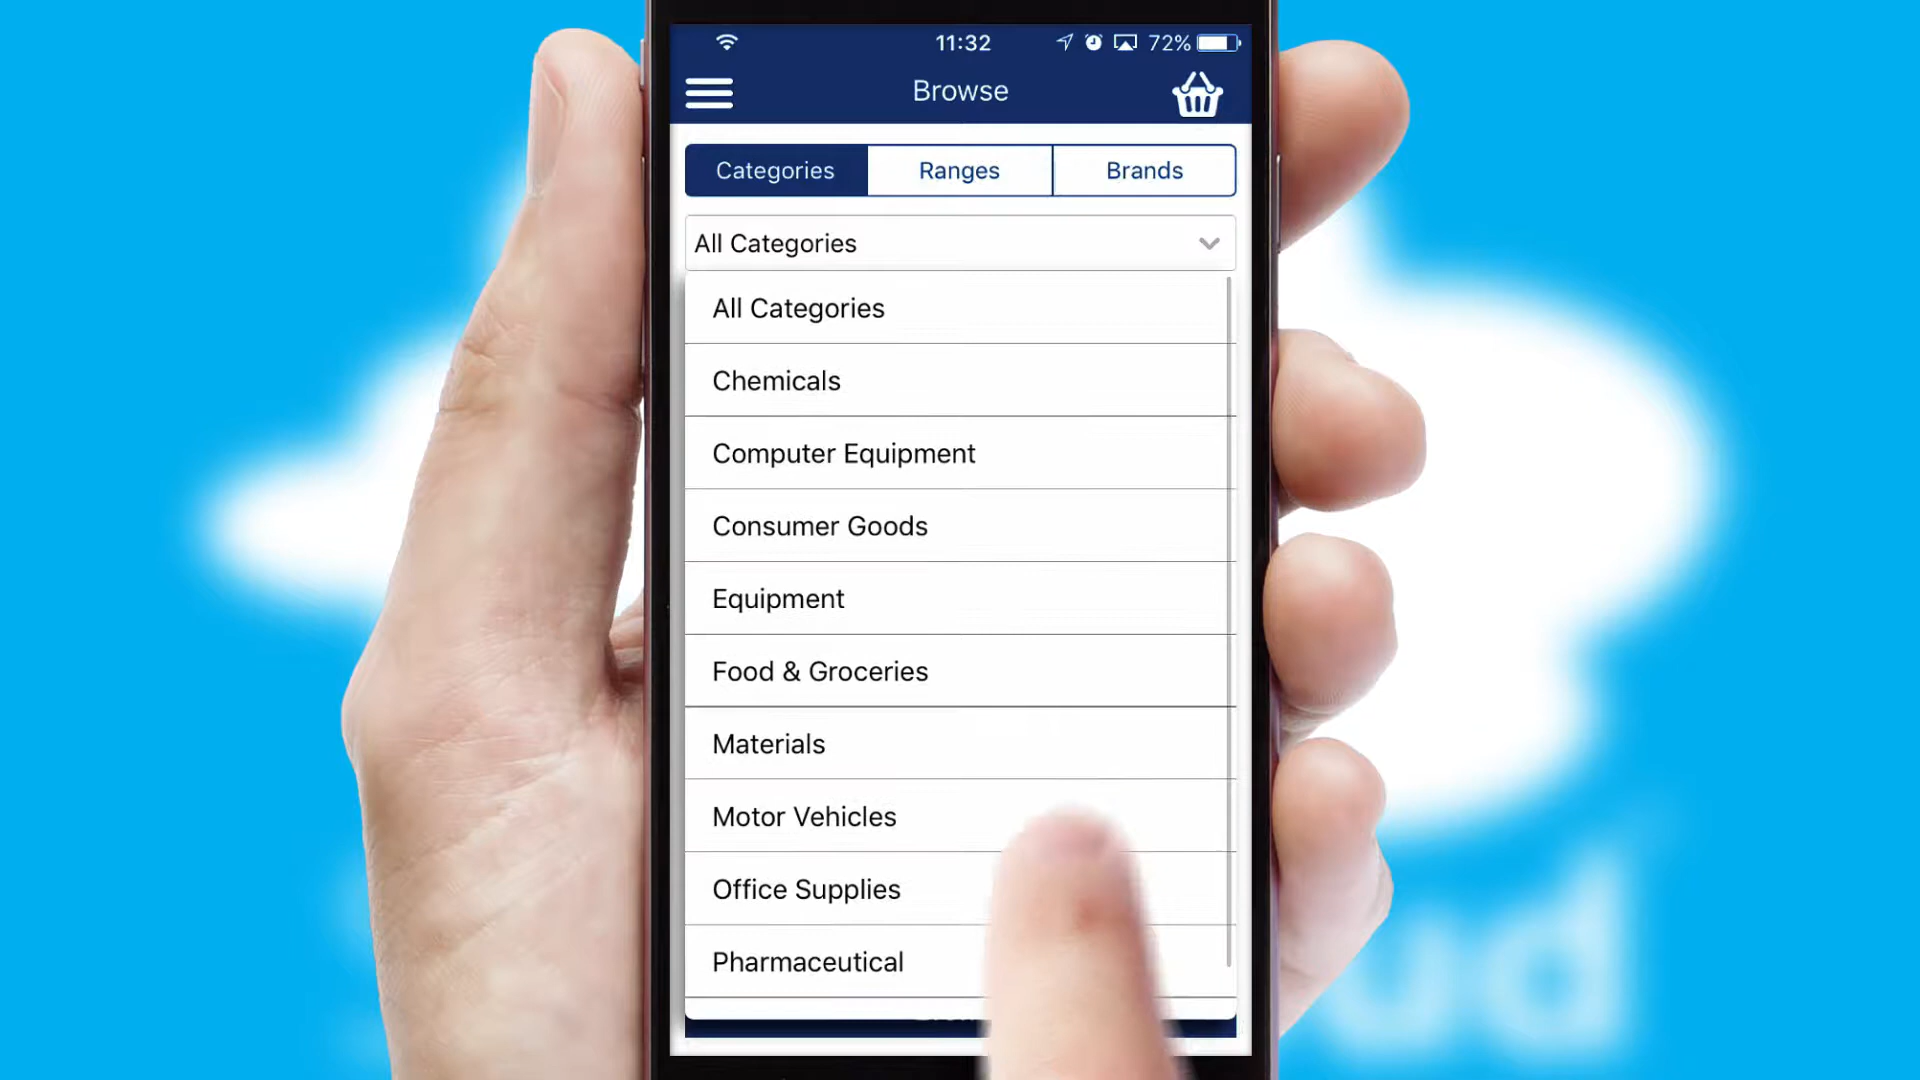 11:32
72%
Browse
Categories
Ranges
Brands
All Categories
All Categories
Chemicals
Computer Equipment
Consumer Goods
Equipment
Food & Groceries
Materials
Motor Vehicles
Office Supplies
Pharmaceutical